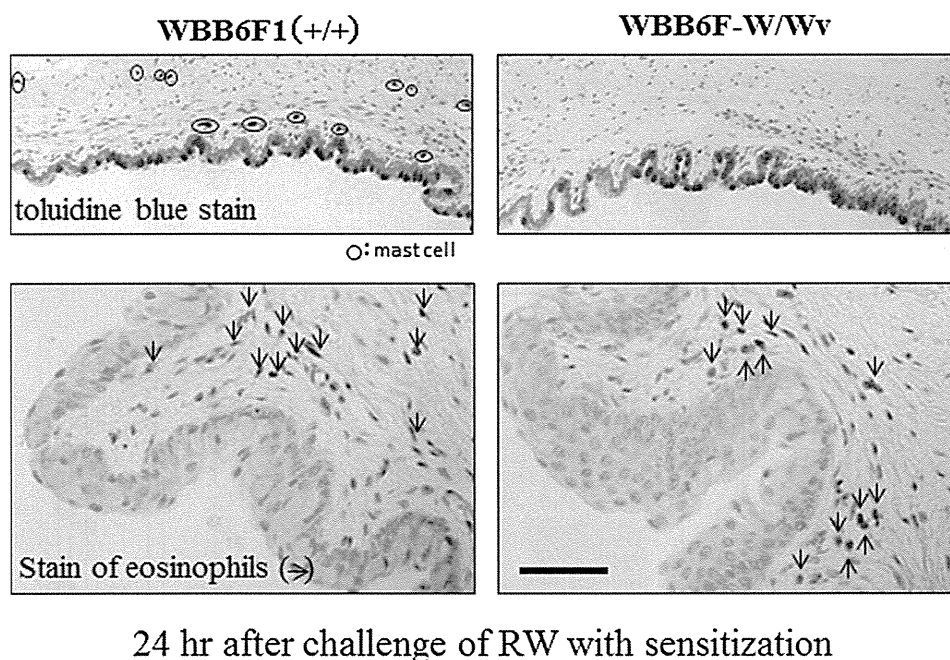 WBB6F1(+/+)
WBB6F-W/Wv
toluidine blue stain
O: mast cell
Stain of eosinophils (→)
24 hr after challenge of RW with sensitization